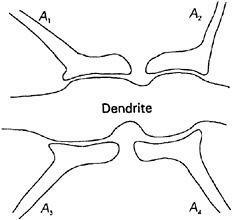 A₁ A₂
Dendrite
A₃ A₄